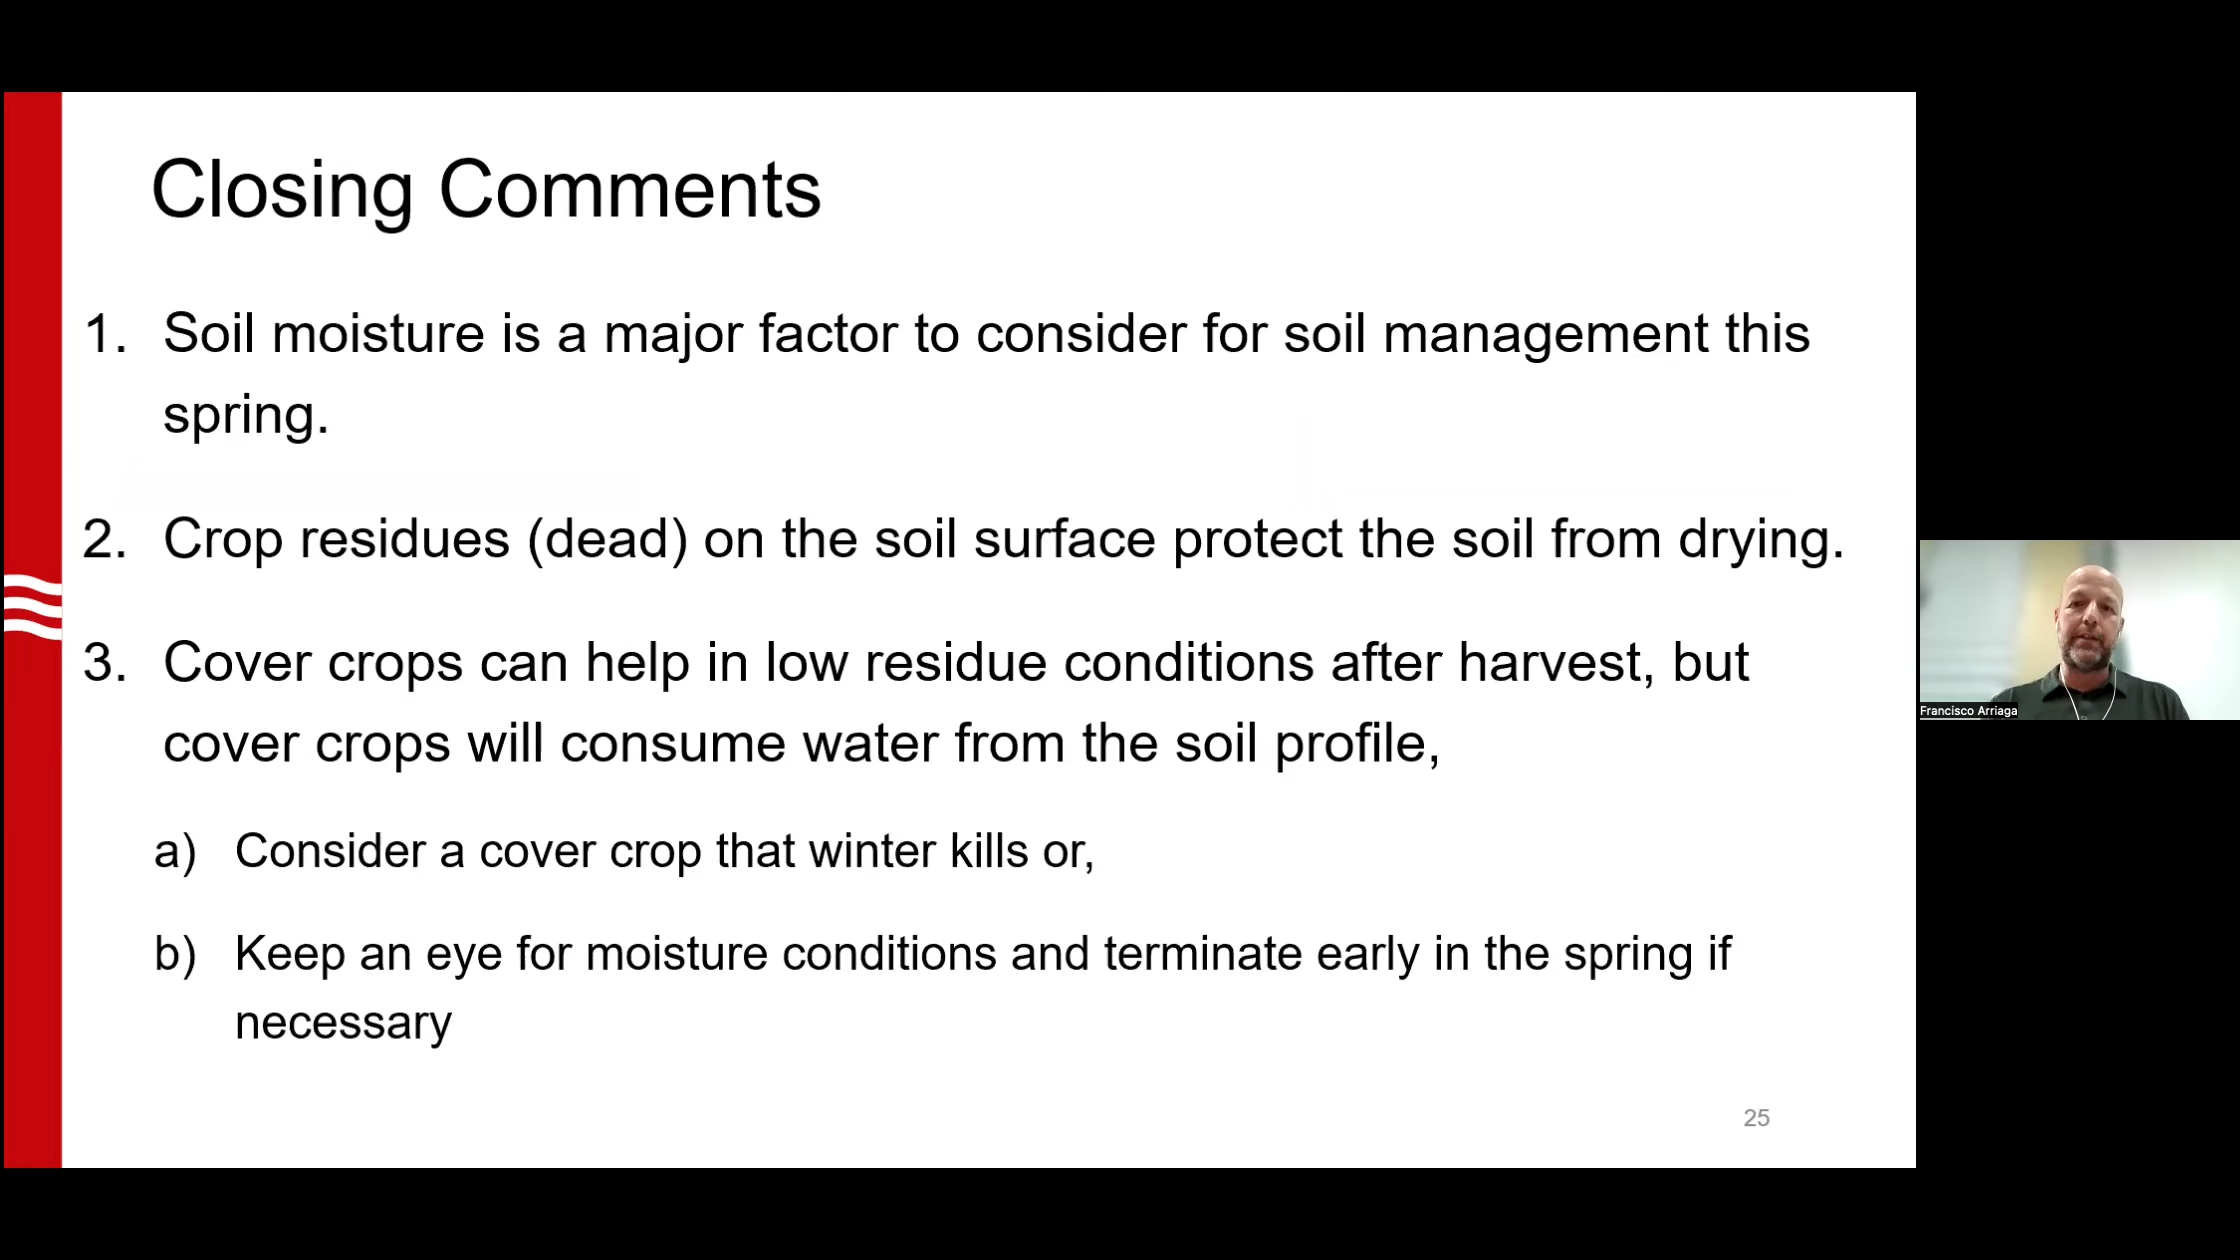 Closing Comments
1. Soil moisture is a major factor to consider for soil management this
spring.
2. Crop residues (dead) on the soil surface protect the soil from drying.
3. Cover crops can help in low residue conditions after harvest, but
cover crops will consume water from the soil profile,
a) Consider a cover crop that winter kills or,
b) Keep an eye for moisture conditions and terminate early in the spring if
necessary
25
Francisco Arriaga